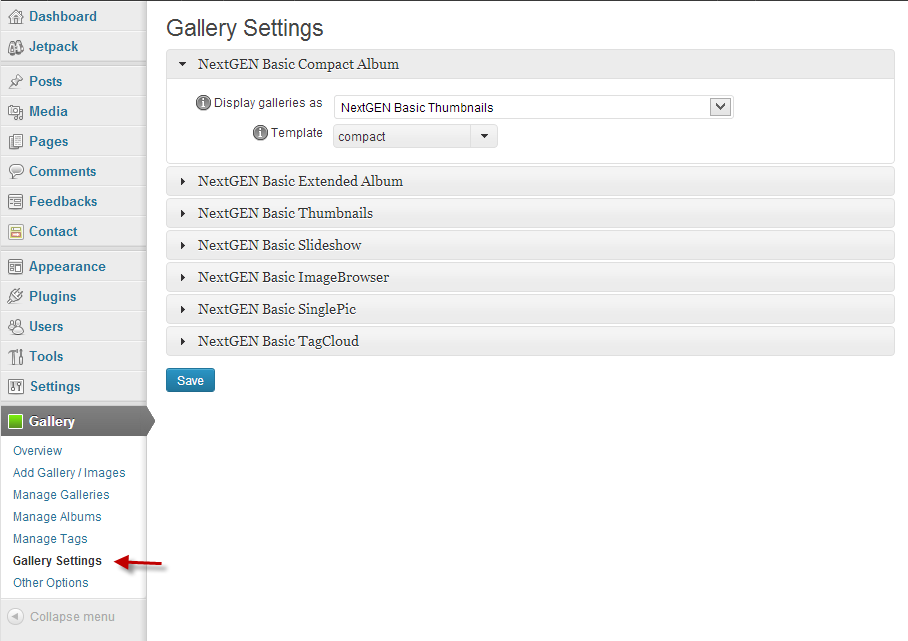 Dashboard
Jetpack
Posts
Media
Pages
Comments
Feedbacks
Contact
Appearance
Plugins
Users
Tools
Settings
Gallery
Overview
Add Gallery / Images
Manage Galleries
Manage Albums
Manage Tags
Gallery Settings
Other Options
Collapse menu
Gallery Settings
NextGEN Basic Compact Album
Display galleries as NextGEN Basic Thumbnails
Template compact
NextGEN Basic Extended Album
NextGEN Basic Thumbnails
NextGEN Basic Slideshow
NextGEN Basic ImageBrowser
NextGEN Basic SinglePic
NextGEN Basic TagCloud
Save